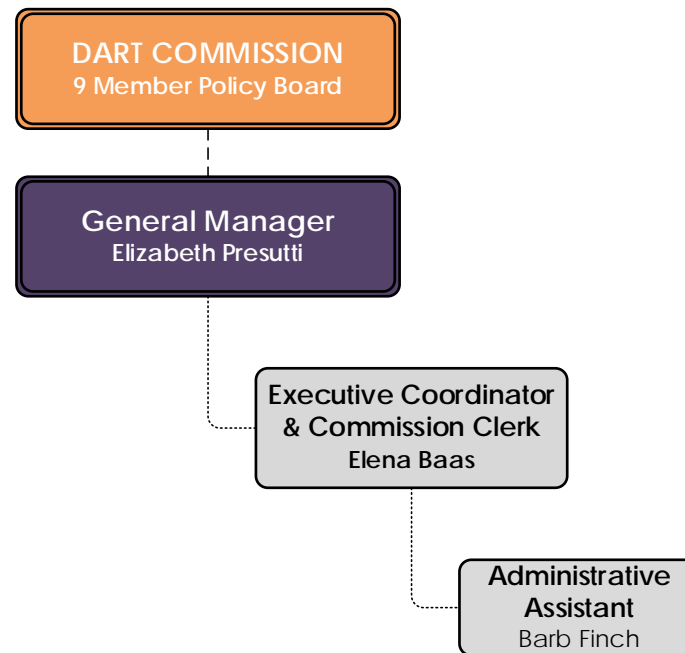 DART COMMISSION
9 Member Policy Board
General Manager
Elizabeth Presutti
Executive Coordinator
& Commission Clerk
Elena Baas
Administrative
Assistant
Barb Finch